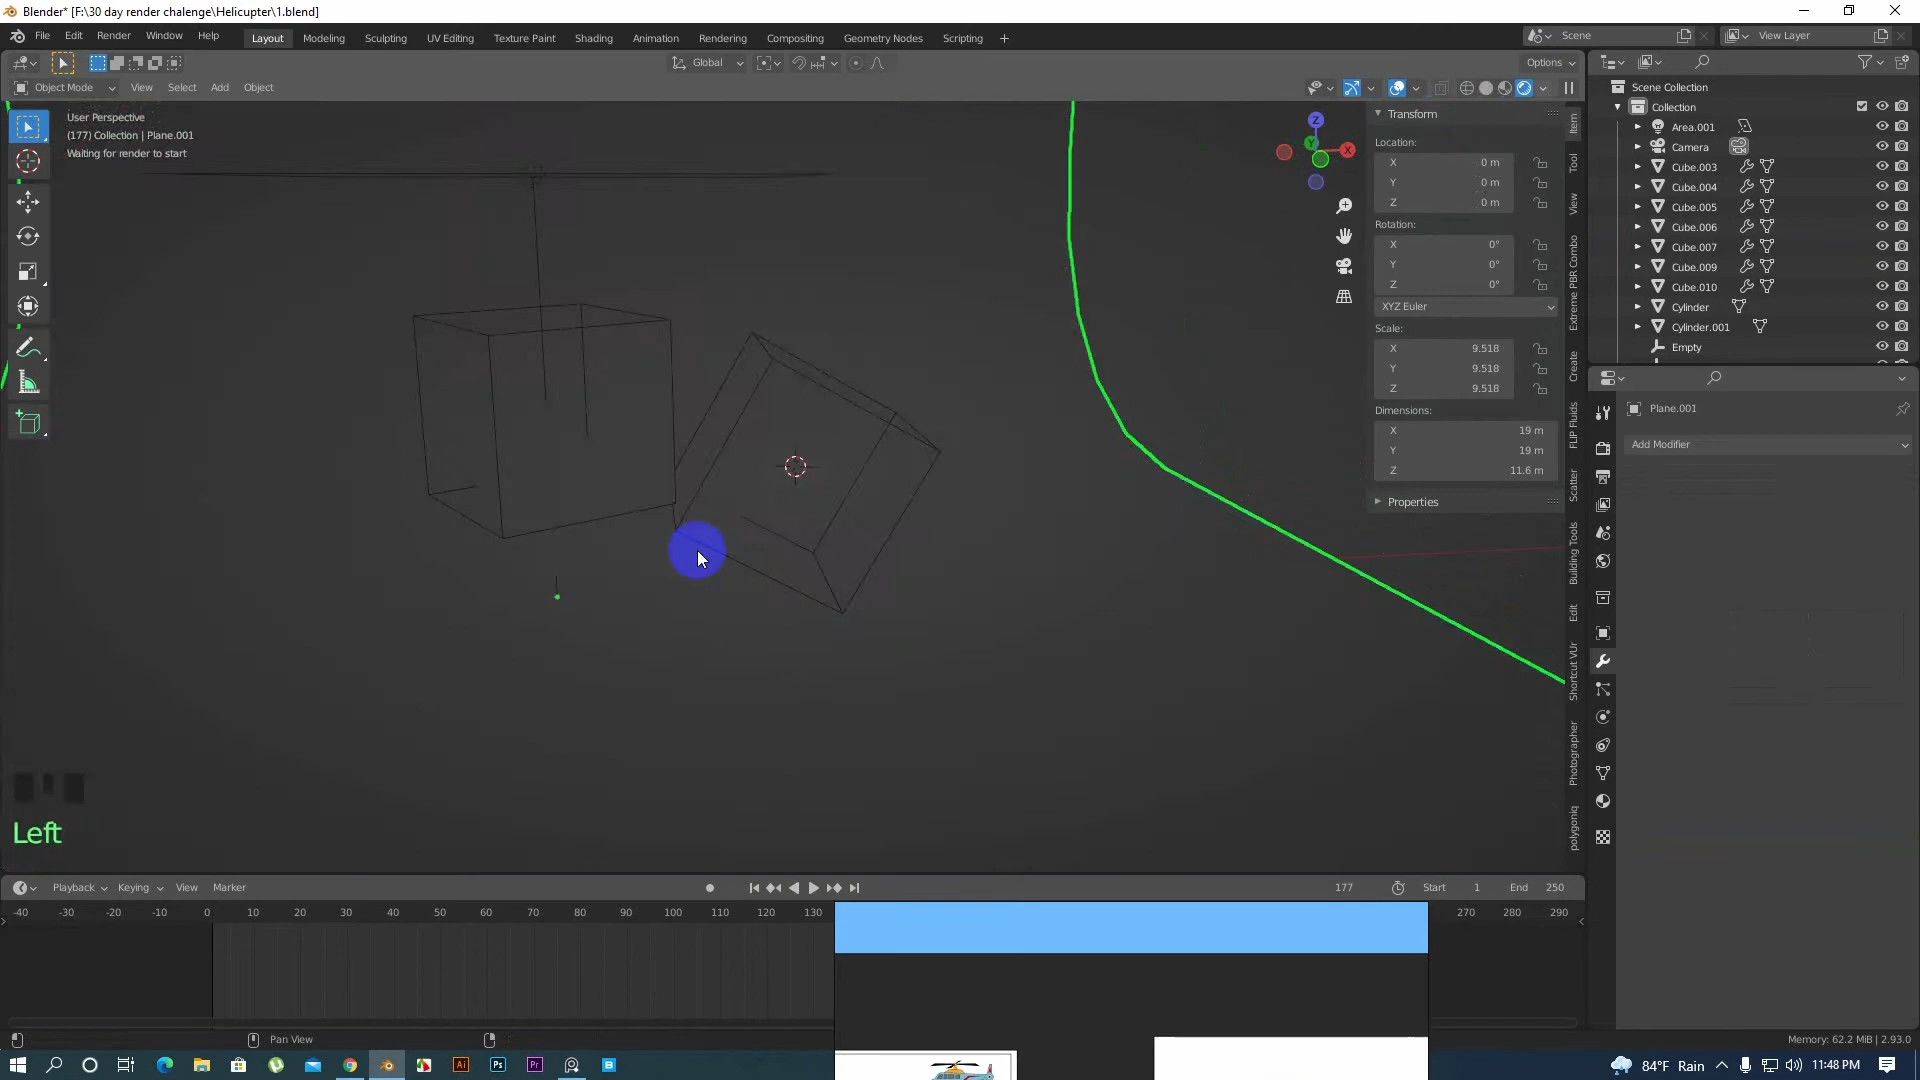 Blender* [F:\30 day render chalenge\Helicupter\1.blend]
File Edit Render Window Help Layout Modeling Sculpting UV Editing Texture Paint Shading Animation Rendering Compositing Geometry Nodes Scripting + Scene View Layer
Global Options
Object Mode View Select Add Object
User Perspective
(177) Collection | Plane.001
Waiting for render to start
Z
Y
X
Transform
Location:
X 0 m
Y 0 m
Z 0 m
Rotation:
X 0°
Y 0°
Z 0°
XYZ Euler
Scale:
X 9.518
Y 9.518
Z 9.518
Dimensions:
X 19 m
Y 19 m
Z 11.6 m
Properties
Item
Tool
View
Extreme PBR Combo
Create
FLIP Fluids
Scatter
Building Tools
Edit
Shortcut VUr
Photographer
polygoniq
Scene Collection
Collection
Area.001
Camera
Cube.003
Cube.004
Cube.005
Cube.006
Cube.007
Cube.009
Cube.010
Cylinder
Cylinder.001
Empty
Plane.001
Add Modifier
Left
Playback Keying View Marker 177 Start 1 End 250
-40 -30 -20 -10 0 10 20 30 40 50 60 70 80 90 100 110 120 130 270 280 290
Pan View
Memory: 62.2 MiB | 2.93.0
Ai Ps Pr B
84°F Rain 11:48 PM